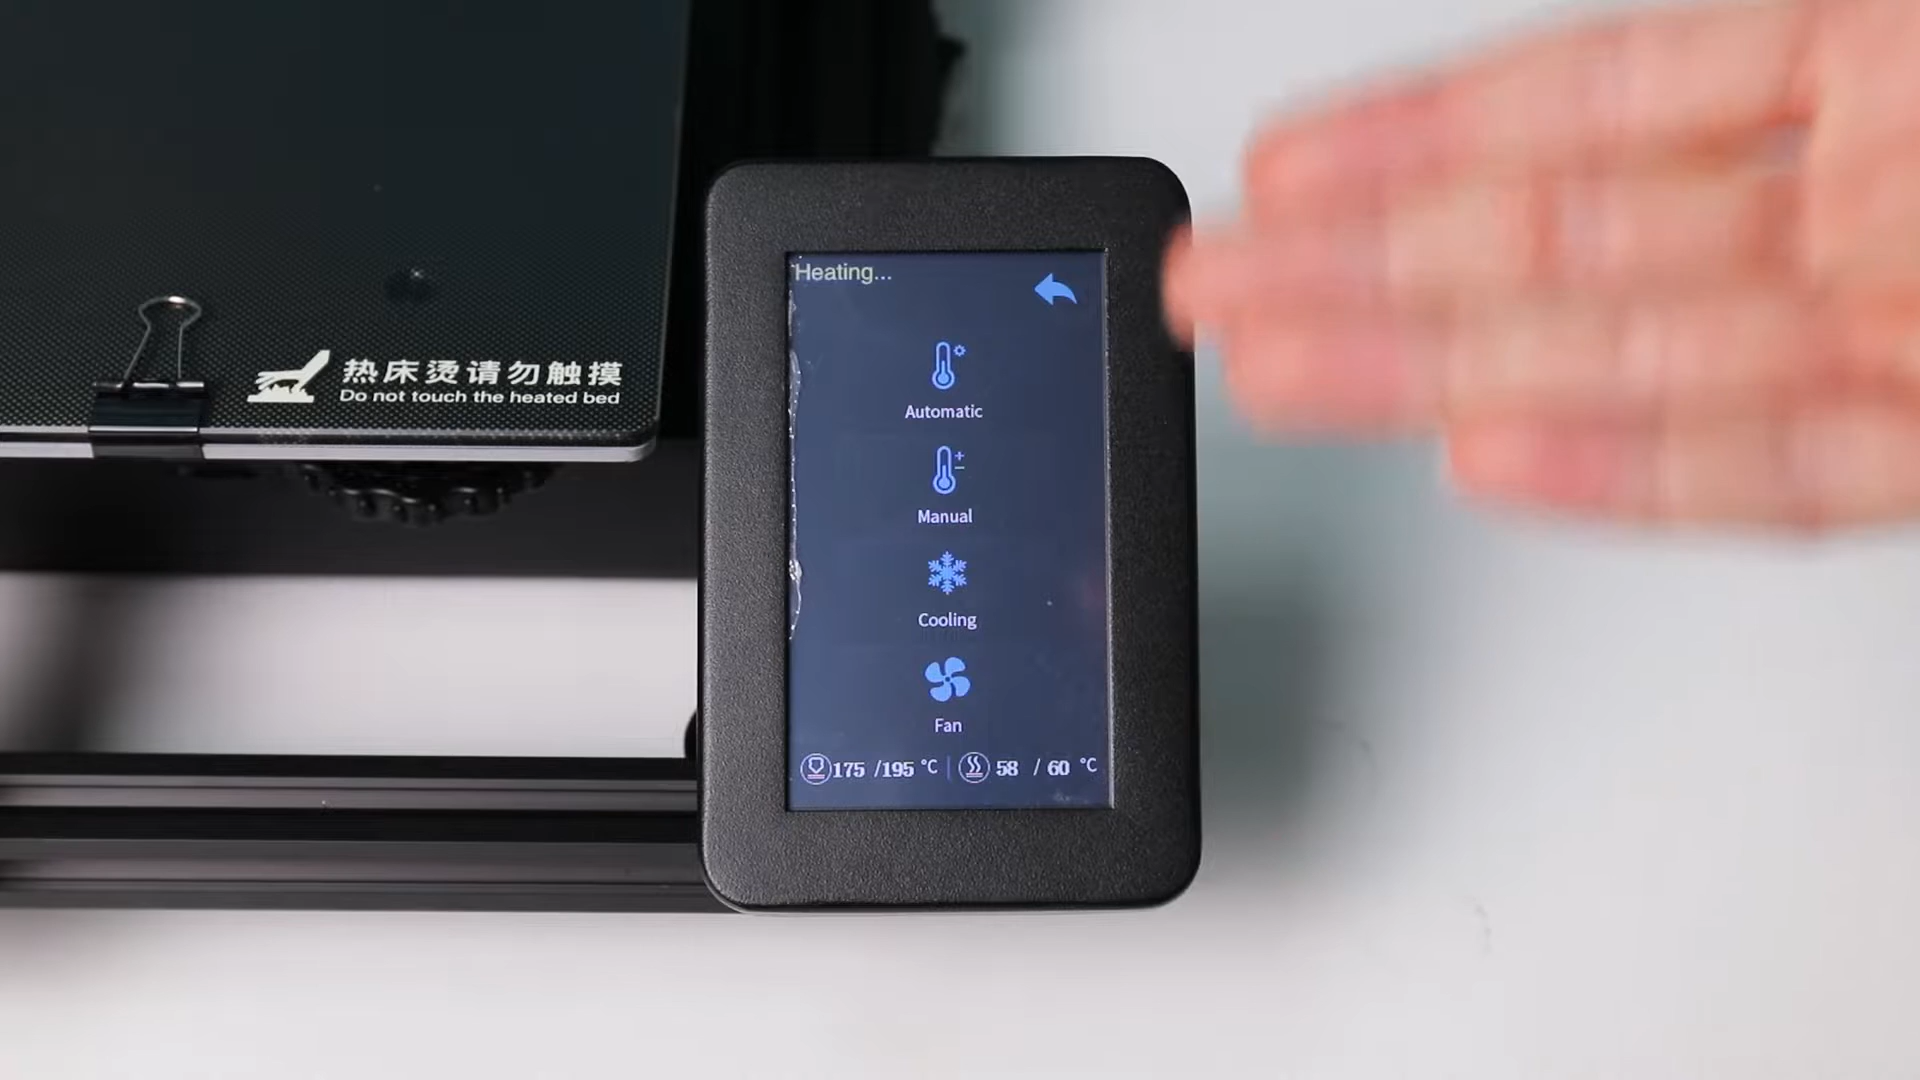 热床烫请勿触摸
Do not touch the heated bed
Heating...
Automatic
Manual
Cooling
Fan
175 /195 °C | 58 / 60 °C